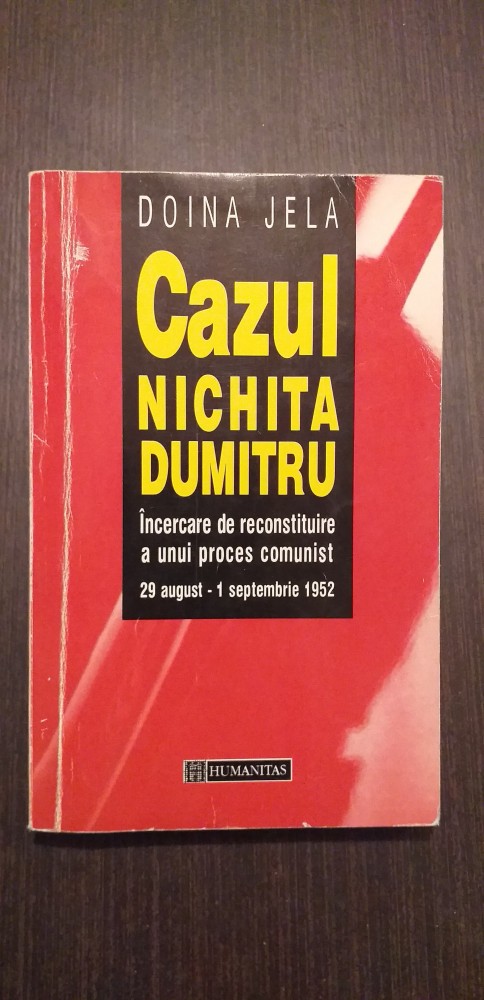 DOINA JELA
Cazul
NICHITA
DUMITRU
Încercare de reconstituire
a unui proces comunist
29 august - 1 septembrie 1952
HUMANITAS